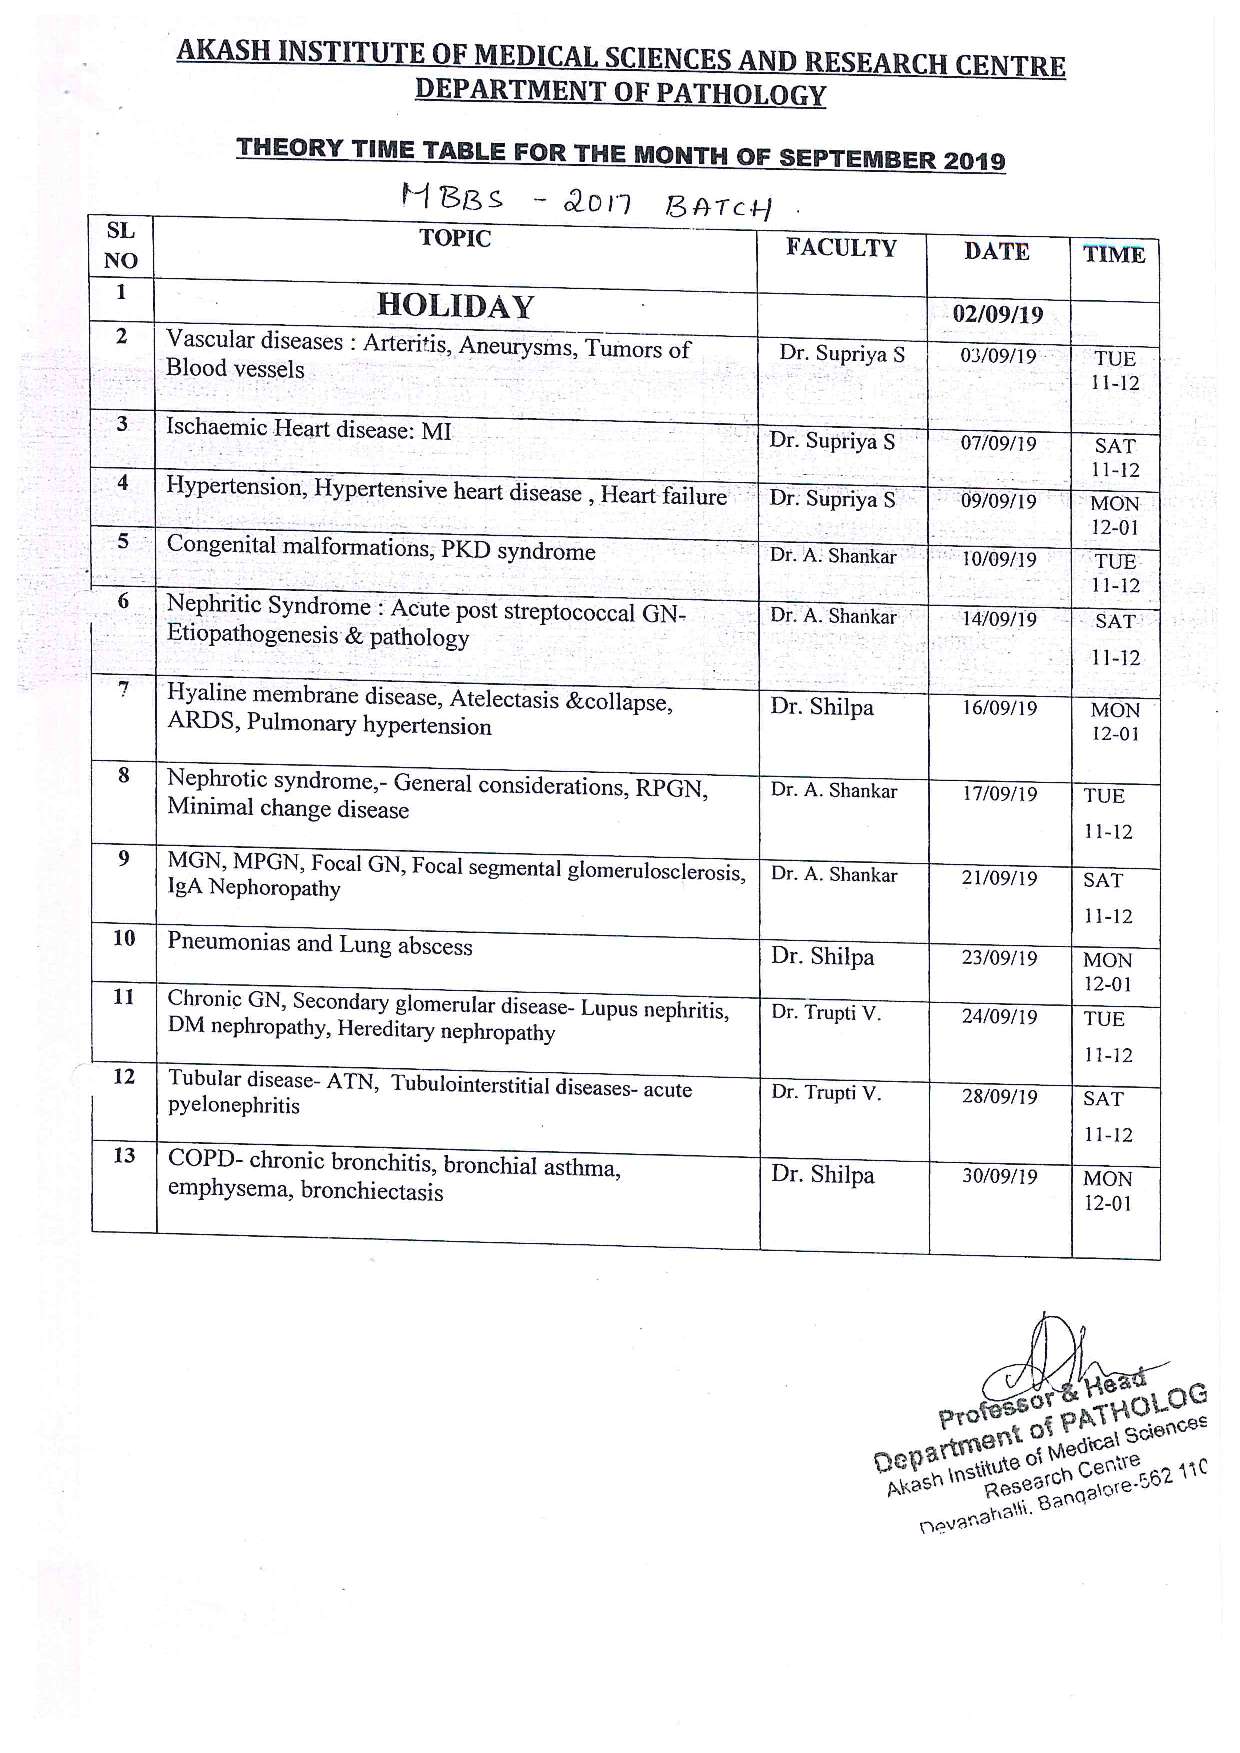 AKASH INSTITUTE OF MEDICAL SCIENCES AND RESEARCH CENTRE
DEPARTMENT OF PATHOLOGY
THEORY TIME TABLE FOR THE MONTH OF SEPTEMBER 2019
MBBS - 2017 BATCH .
SL NO TOPIC FACULTY DATE TIME
1 HOLIDAY 02/09/19
2 Vascular diseases : Arteritis, Aneurysms, Tumors of Dr. Supriya S 03/09/19 TUE
Blood vessels 11-12
3 Ischaemic Heart disease: MI Dr. Supriya S 07/09/19 SAT
11-12
4 Hypertension, Hypertensive heart disease , Heart failure Dr. Supriya S 09/09/19 MON
12-01
5 Congenital malformations, PKD syndrome Dr. A. Shankar 10/09/19 TUE
11-12
6 Nephritic Syndrome : Acute post streptococcal GN- Dr. A. Shankar 14/09/19 SAT
Etiopathogenesis & pathology 11-12
7 Hyaline membrane disease, Atelectasis &collapse, Dr. Shilpa 16/09/19 MON
ARDS, Pulmonary hypertension 12-01
8 Nephrotic syndrome,- General considerations, RPGN, Dr. A. Shankar 17/09/19 TUE
Minimal change disease 11-12
9 MGN, MPGN, Focal GN, Focal segmental glomerulosclerosis, Dr. A. Shankar 21/09/19 SAT
IgA Nephoropathy 11-12
10 Pneumonias and Lung abscess Dr. Shilpa 23/09/19 MON
12-01
11 Chronic GN, Secondary glomerular disease- Lupus nephritis, Dr. Trupti V. 24/09/19 TUE
DM nephropathy, Hereditary nephropathy 11-12
12 Tubular disease- ATN, Tubulointerstitial diseases- acute Dr. Trupti V. 28/09/19 SAT
pyelonephritis 11-12
13 COPD- chronic bronchitis, bronchial asthma, Dr. Shilpa 30/09/19 MON
emphysema, bronchiectasis 12-01
Professor & Head
Department of PATHOLOG
Akash Institute of Medical Sciences
Research Centre
Devanahalli. Bangalore-562 110